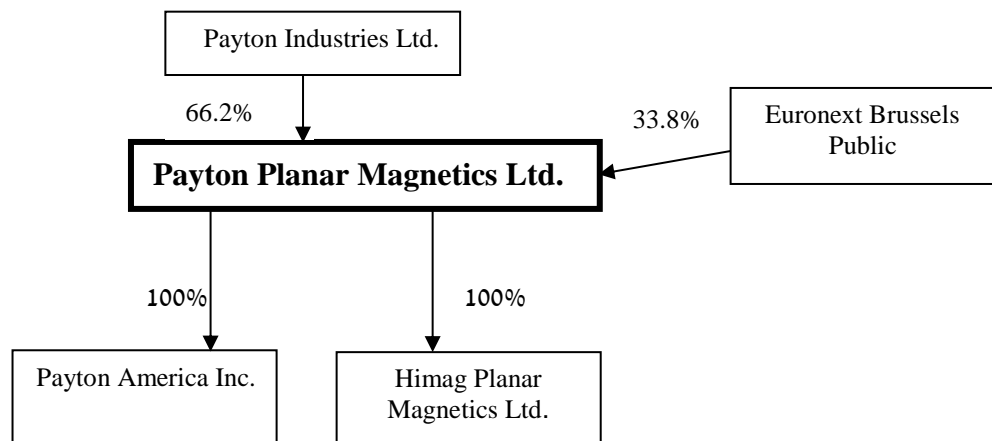 Payton Industries Ltd.
66.2%
33.8%
Euronext Brussels
Public
Payton Planar Magnetics Ltd.
100%
100%
Payton America Inc.
Himag Planar
Magnetics Ltd.